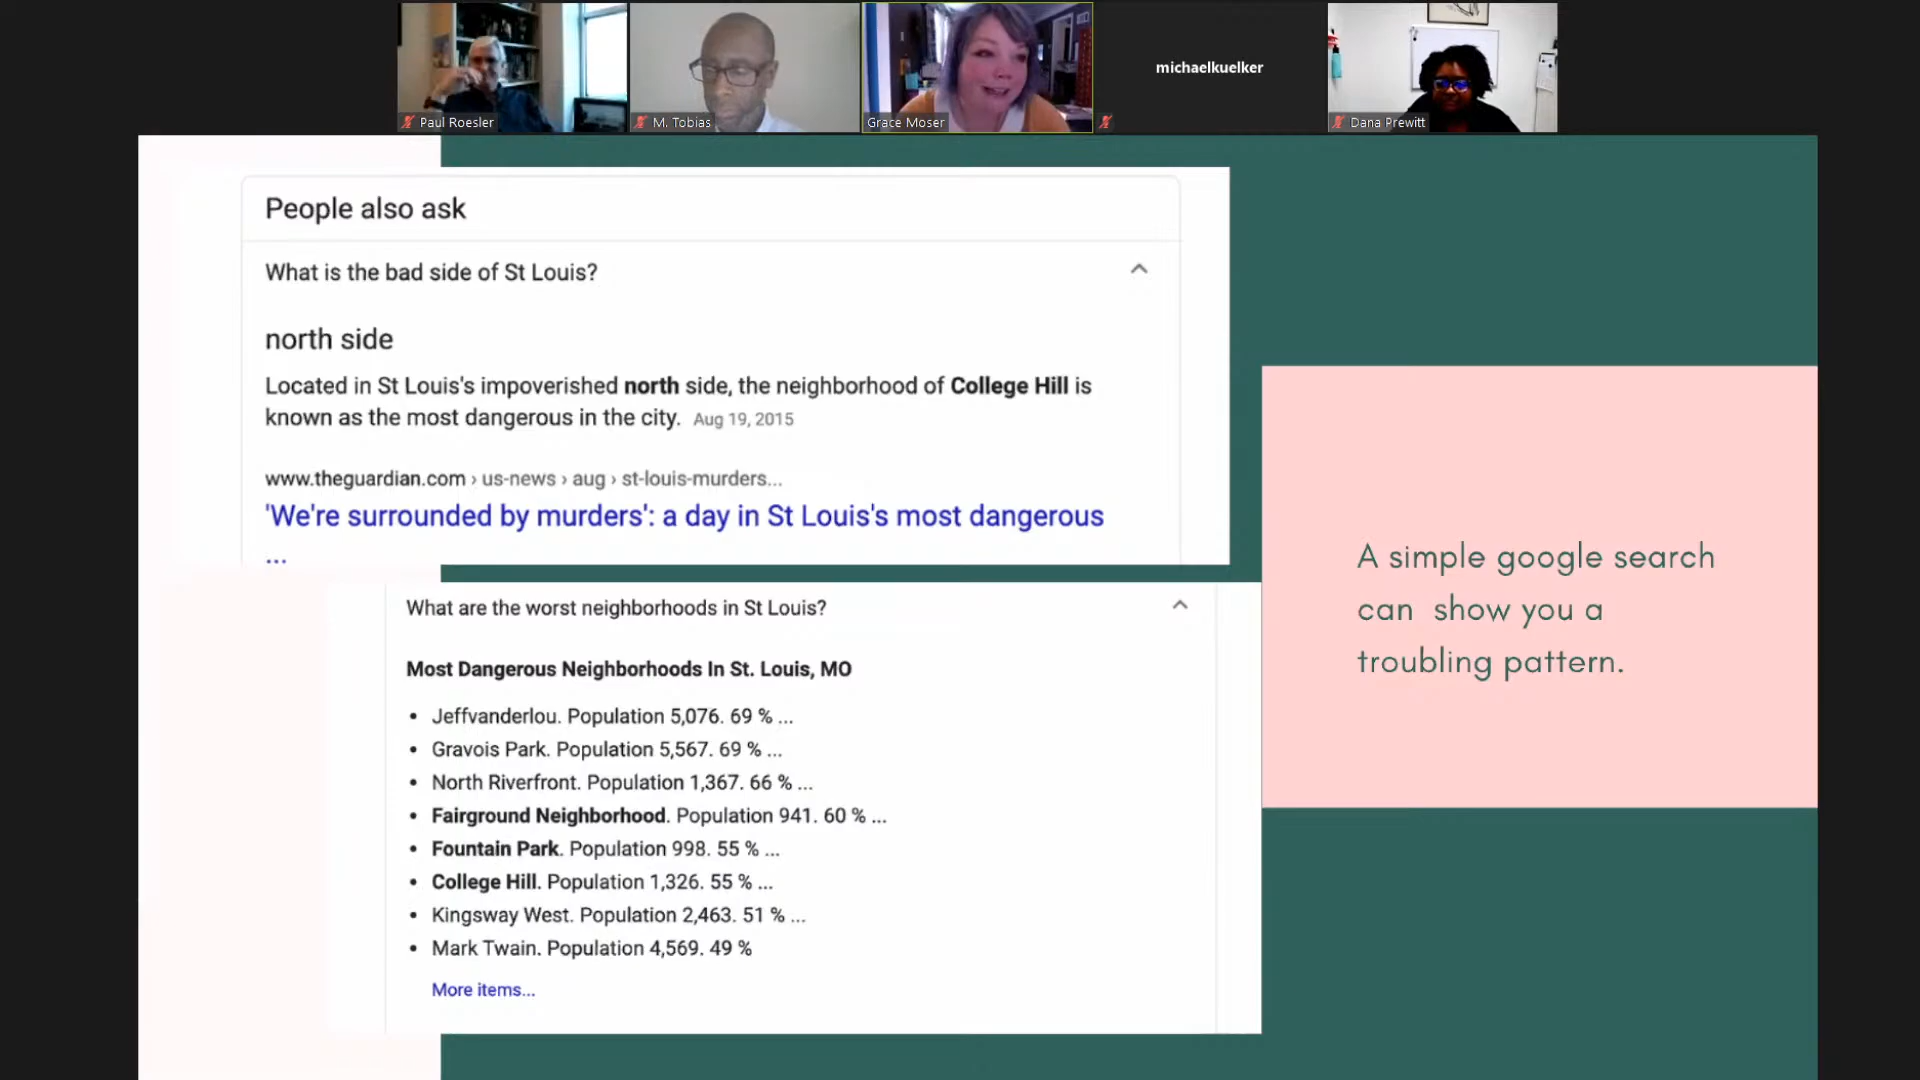 Paul Roesler
M. Tobias
Grace Moser
michaelkuelker
Dana Prewitt
People also ask
What is the bad side of St Louis?
north side
Located in St Louis's impoverished north side, the neighborhood of College Hill is
known as the most dangerous in the city. Aug 19, 2015
www.theguardian.com › us-news › aug › st-louis-murders...
'We're surrounded by murders': a day in St Louis's most dangerous
...
What are the worst neighborhoods in St Louis?
Most Dangerous Neighborhoods In St. Louis, MO
• Jeffvanderlou. Population 5,076. 69 % ...
• Gravois Park. Population 5,567. 69 % ...
• North Riverfront. Population 1,367. 66 % ...
• Fairground Neighborhood. Population 941. 60 % ...
• Fountain Park. Population 998. 55 % ...
• College Hill. Population 1,326. 55 % ...
• Kingsway West. Population 2,463. 51 % ...
• Mark Twain. Population 4,569. 49 %
More items...
A simple google search
can show you a
troubling pattern.